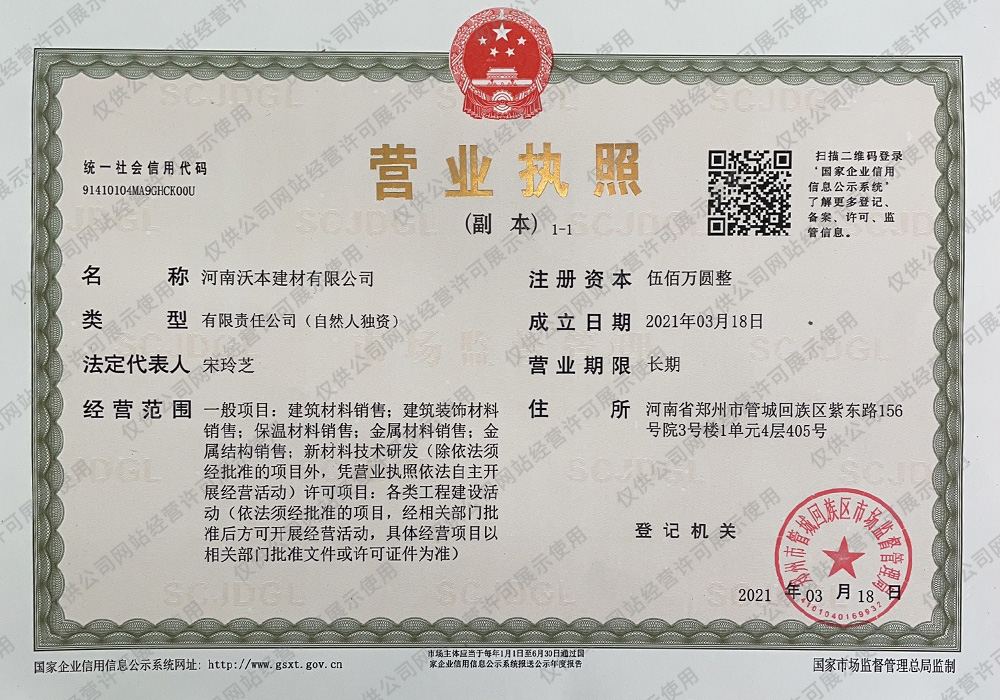 统一社会信用代码
91410104MA9GHCK00U
营业执照
(副 本) 1-1
扫描二维码登录
‘国家企业信用
信息公示系统’
了解更多登记、
备案、许可、监
管信息。
名 称 河南沃本建材有限公司
类 型 有限责任公司（自然人独资）
法定代表人 宋玲芝
经营范围 一般项目：建筑材料销售；建筑装饰材料
销售；保温材料销售；金属材料销售；金
属结构销售；新材料技术研发（除依法须
经批准的项目外，凭营业执照依法自主开
展经营活动）许可项目：各类工程建设活
动（依法须经批准的项目，经相关部门批
准后方可开展经营活动，具体经营项目以
相关部门批准文件或许可证件为准）
注册资本 伍佰万圆整
成立日期 2021年03月18日
营业期限 长期
住 所 河南省郑州市管城回族区紫东路156
号院3号楼1单元4层405号
登记机关
郑州市管城回族区市场监督管理局
4101040169932
2021 年 03 月 18 日
国家企业信用信息公示系统网址: http://www.gsxt.gov.cn
市场主体应当于每年1月1日至6月30日通过国
家企业信用信息公示系统报送公示年度报告
国家市场监督管理总局监制
仅供公司网站经营许可展示使用
SCJDGL